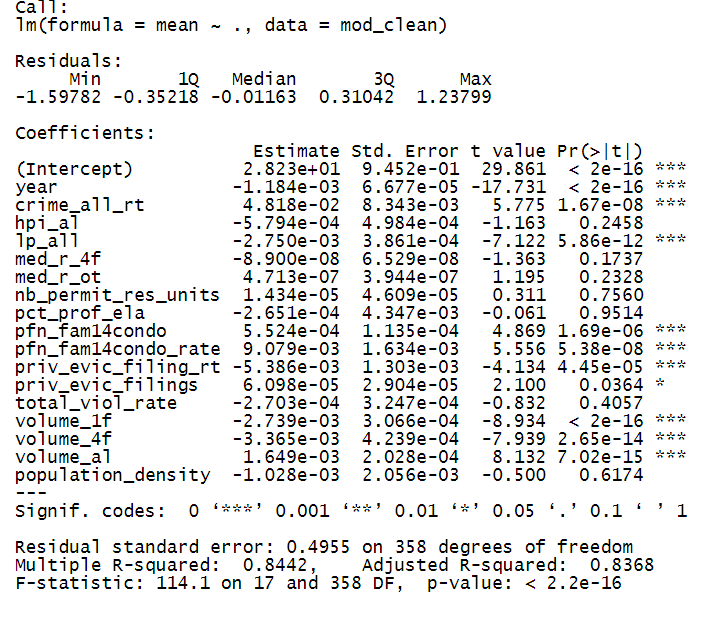 Call:
lm(formula = mean ~ ., data = mod_clean)
Residuals:
Min 1Q Median 3Q Max
-1.59782 -0.35218 -0.01163 0.31042 1.23799
Coefficients:
Estimate Std. Error t value Pr(>|t|)
(Intercept) 2.823e+01 9.452e-01 29.861 < 2e-16 ***
year -1.184e-03 6.677e-05 -17.731 < 2e-16 ***
crime_all_rt 4.818e-02 8.343e-03 5.775 1.67e-08 ***
hpi_al -5.794e-04 4.984e-04 -1.163 0.2458
lp_all -2.750e-03 3.861e-04 -7.122 5.86e-12 ***
med_r_4f -8.900e-08 6.529e-08 -1.363 0.1737
med_r_ot 4.713e-07 3.944e-07 1.195 0.2328
nb_permit_res_units 1.434e-05 4.609e-05 0.311 0.7560
pct_prof_ela -2.651e-04 4.347e-03 -0.061 0.9514
pfn_fam14condo 5.524e-04 1.135e-04 4.869 1.69e-06 ***
pfn_fam14condo_rate 9.079e-03 1.634e-03 5.556 5.38e-08 ***
priv_evic_filing_rt -5.386e-03 1.303e-03 -4.134 4.45e-05 ***
priv_evic_filings 6.098e-05 2.904e-05 2.100 0.0364 *
total_viol_rate -2.703e-04 3.247e-04 -0.832 0.4057
volume_1f -2.739e-03 3.066e-04 -8.934 < 2e-16 ***
volume_4f -3.365e-03 4.239e-04 -7.939 2.65e-14 ***
volume_al 1.649e-03 2.028e-04 8.132 7.02e-15 ***
population_density -1.028e-03 2.056e-03 -0.500 0.6174
---
Signif. codes: 0 ‘***’ 0.001 ‘**’ 0.01 ‘*’ 0.05 ‘.’ 0.1 ‘ ’ 1
Residual standard error: 0.4955 on 358 degrees of freedom
Multiple R-squared: 0.8442, Adjusted R-squared: 0.8368
F-statistic: 114.1 on 17 and 358 DF, p-value: < 2.2e-16